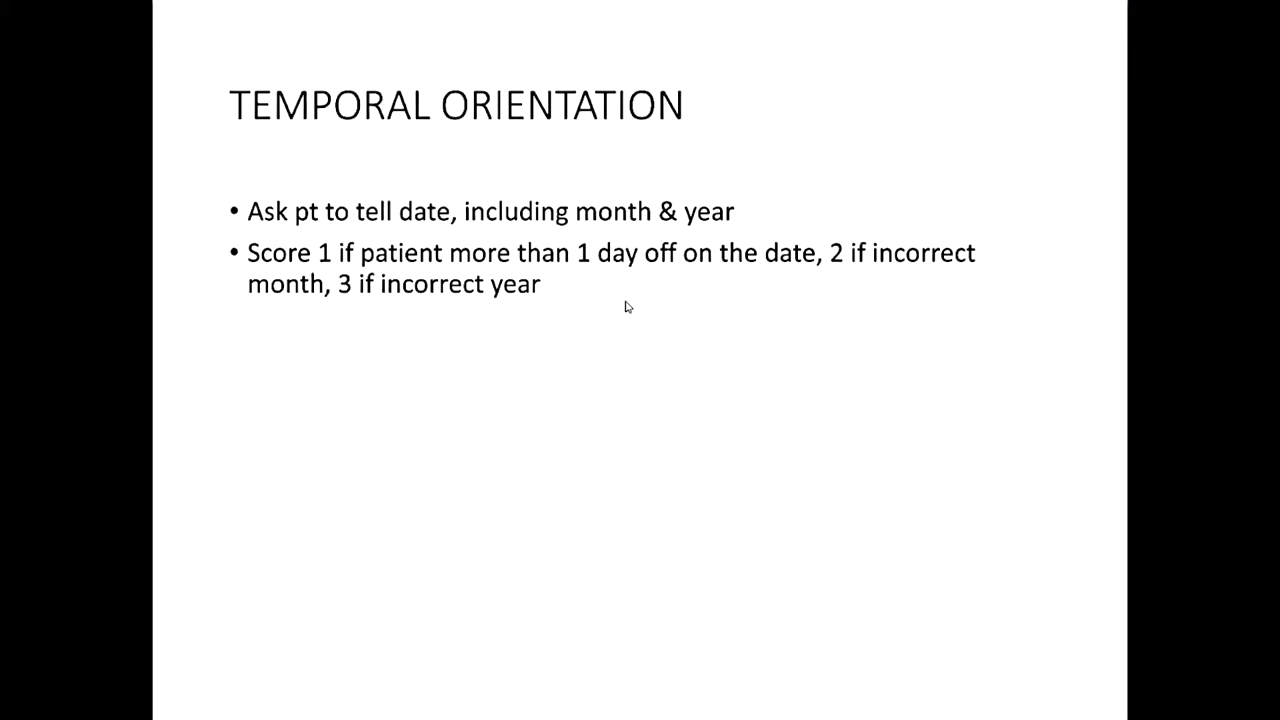 TEMPORAL ORIENTATION
• Ask pt to tell date, including month & year
• Score 1 if patient more than 1 day off on the date, 2 if incorrect
month, 3 if incorrect year